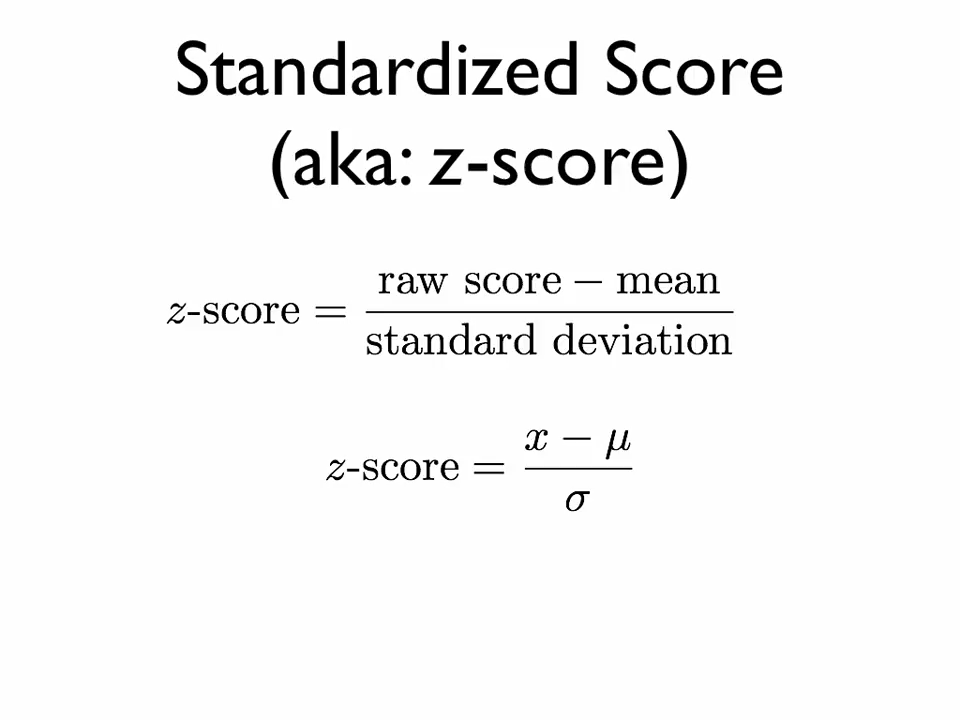 Standardized Score
(aka: z-score)
z-score = raw score − mean / standard deviation
z-score = x − μ / σ